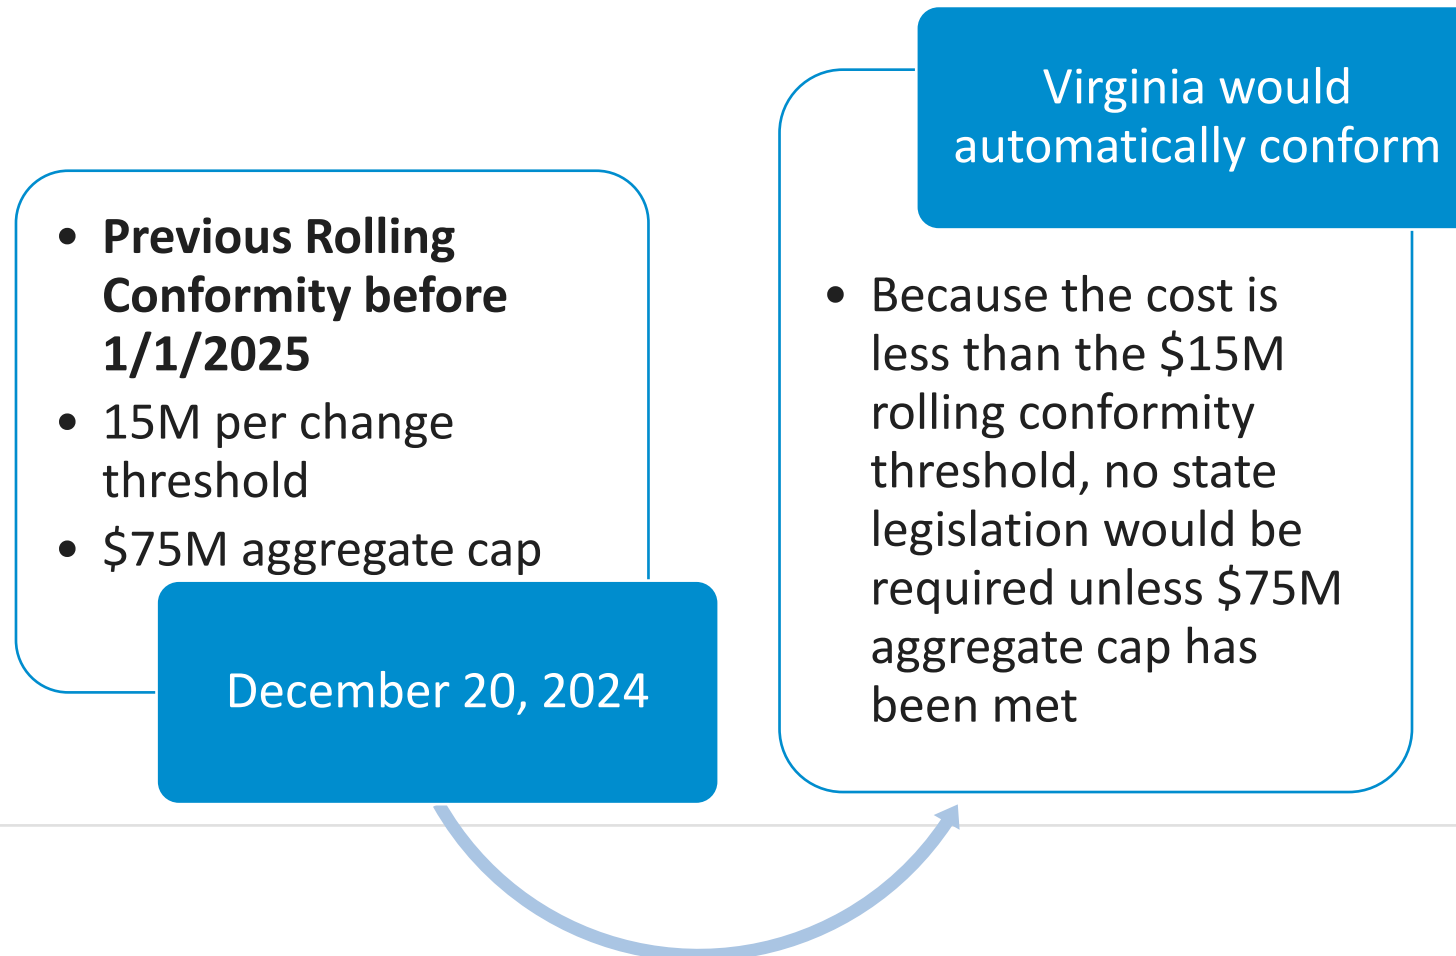 • Previous Rolling
Conformity before
1/1/2025
• 15M per change
threshold
• $75M aggregate cap
December 20, 2024
Virginia would
automatically conform
• Because the cost is
less than the $15M
rolling conformity
threshold, no state
legislation would be
required unless $75M
aggregate cap has
been met